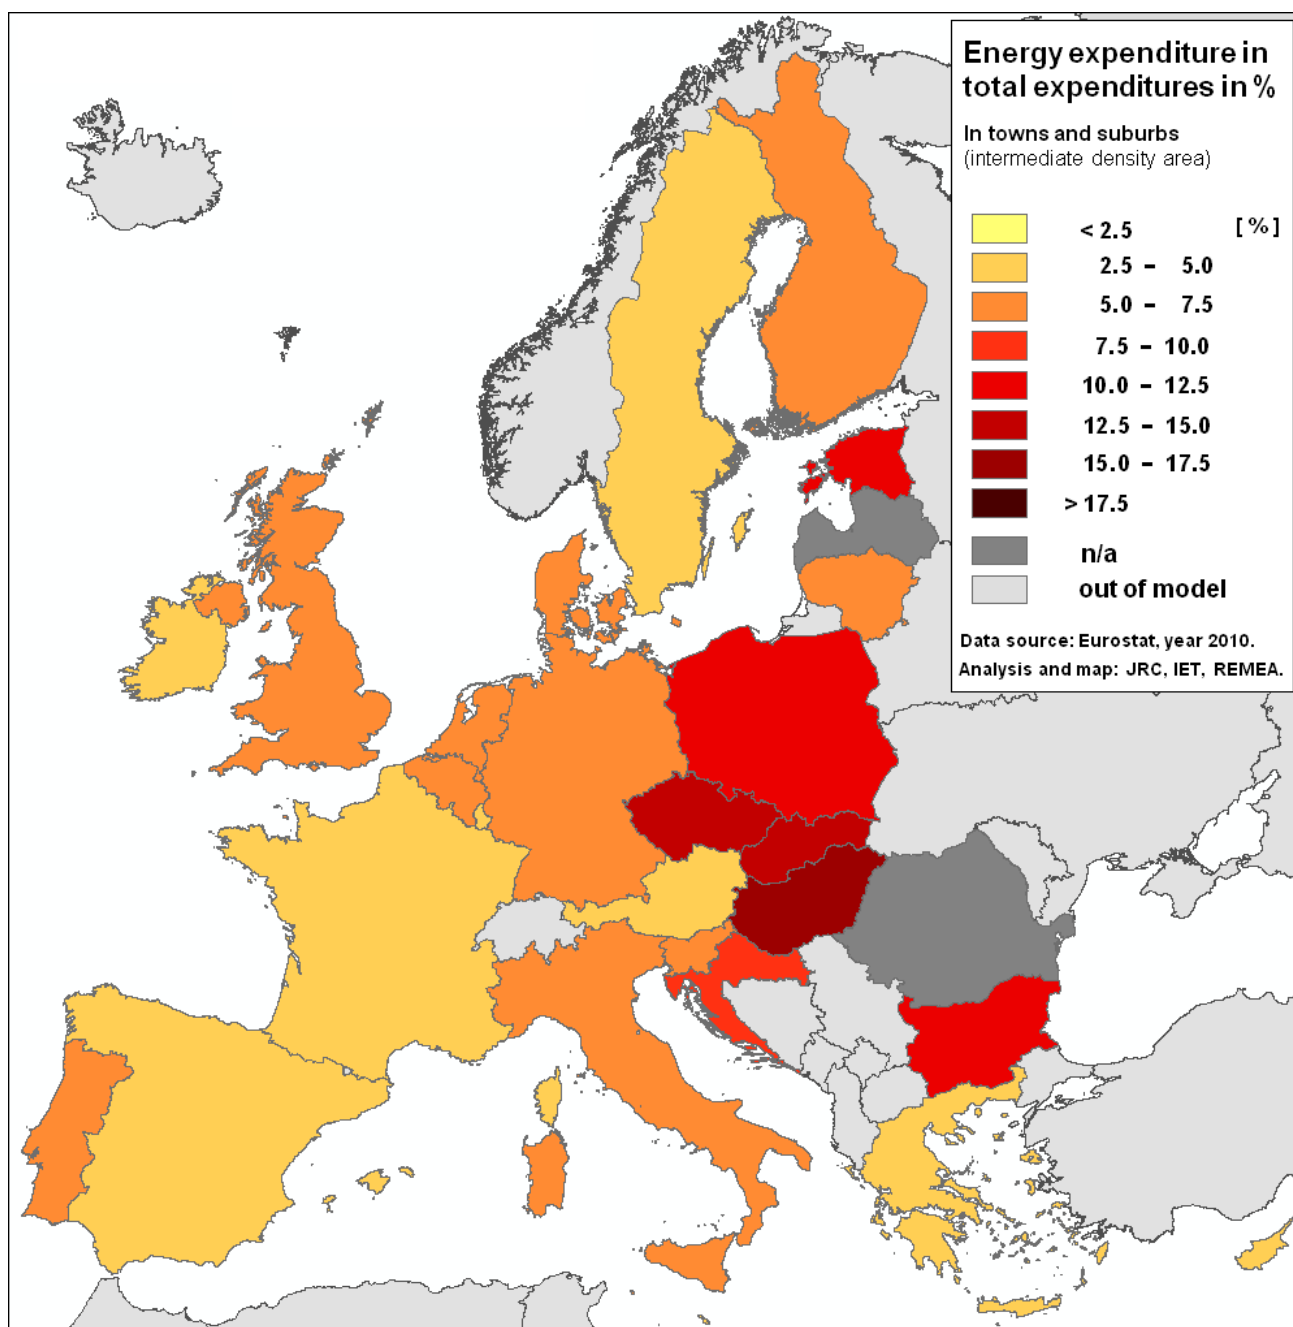 Energy expenditure in
total expenditures in %
In towns and suburbs
(intermediate density area)
< 2.5 [ % ]
2.5 – 5.0
5.0 – 7.5
7.5 – 10.0
10.0 – 12.5
12.5 – 15.0
15.0 – 17.5
> 17.5
n/a
out of model
Data source: Eurostat, year 2010.
Analysis and map: JRC, IET, REMEA.